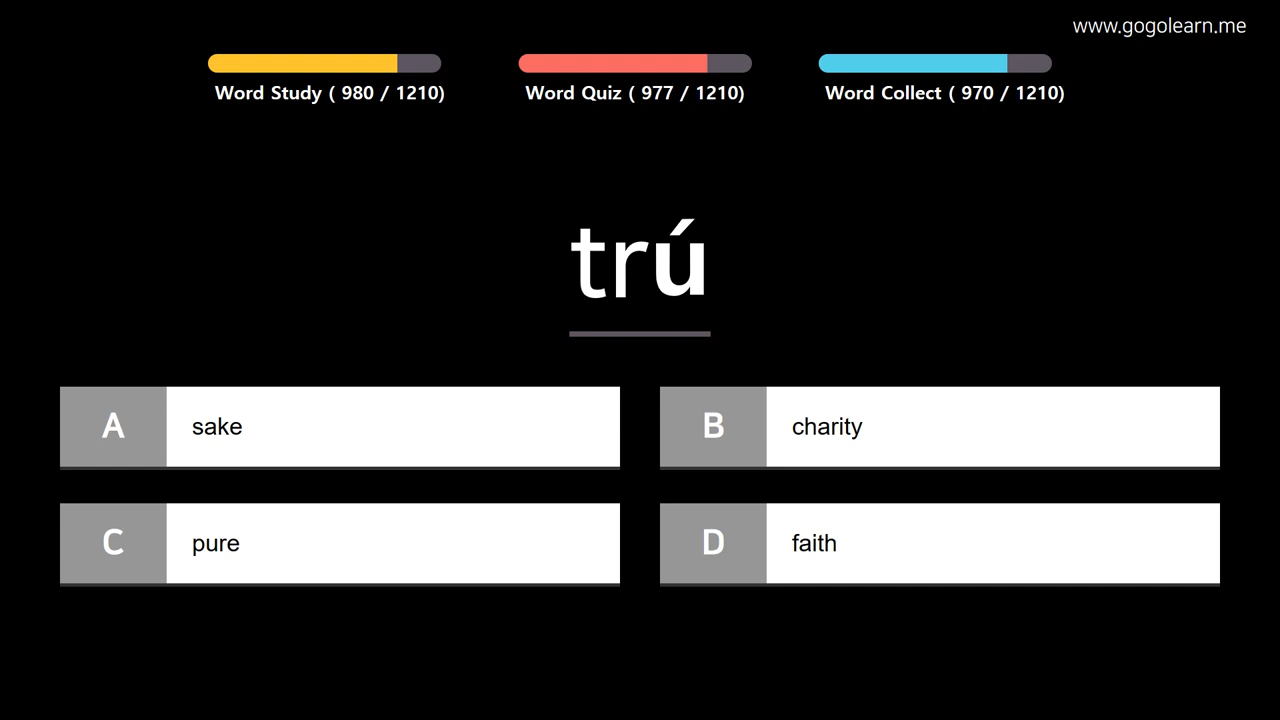 www.gogolearn.me
Word Study ( 980 / 1210)
Word Quiz ( 977 / 1210)
Word Collect ( 970 / 1210)
trú
A sake
B charity
C pure
D faith